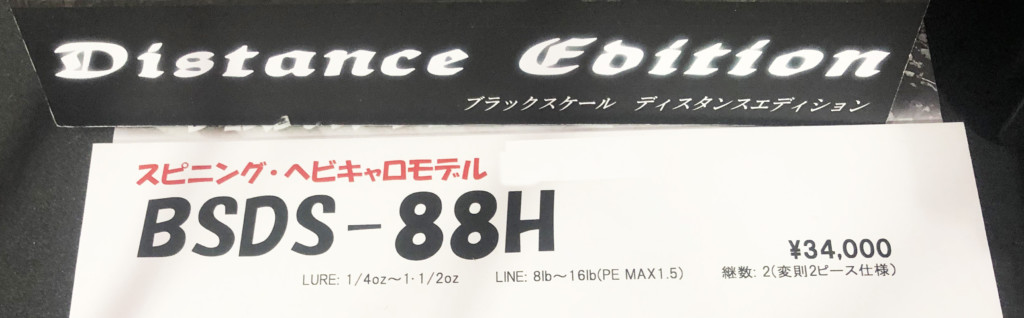 Distance Edition
ブラックスケール ディスタンスエディション
スピニング・ヘビキャロモデル
BSDS-88H
¥34,000
LURE: 1/4oz～1・1/2oz LINE: 8lb～16lb(PE MAX1.5) 継数: 2(変則2ピース仕様)